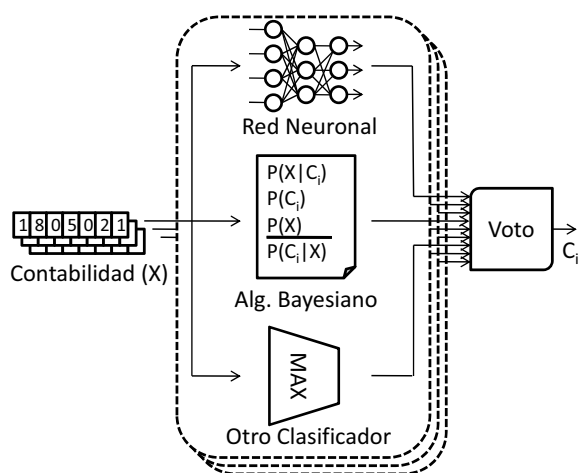 Red Neuronal
P(X|Cᵢ)
P(Cᵢ)
P(X)
P(Cᵢ|X)
Alg. Bayesiano
1 8 0 5 0 2 1
Contabilidad (X)
MAX
Otro Clasificador
Voto
Cᵢ